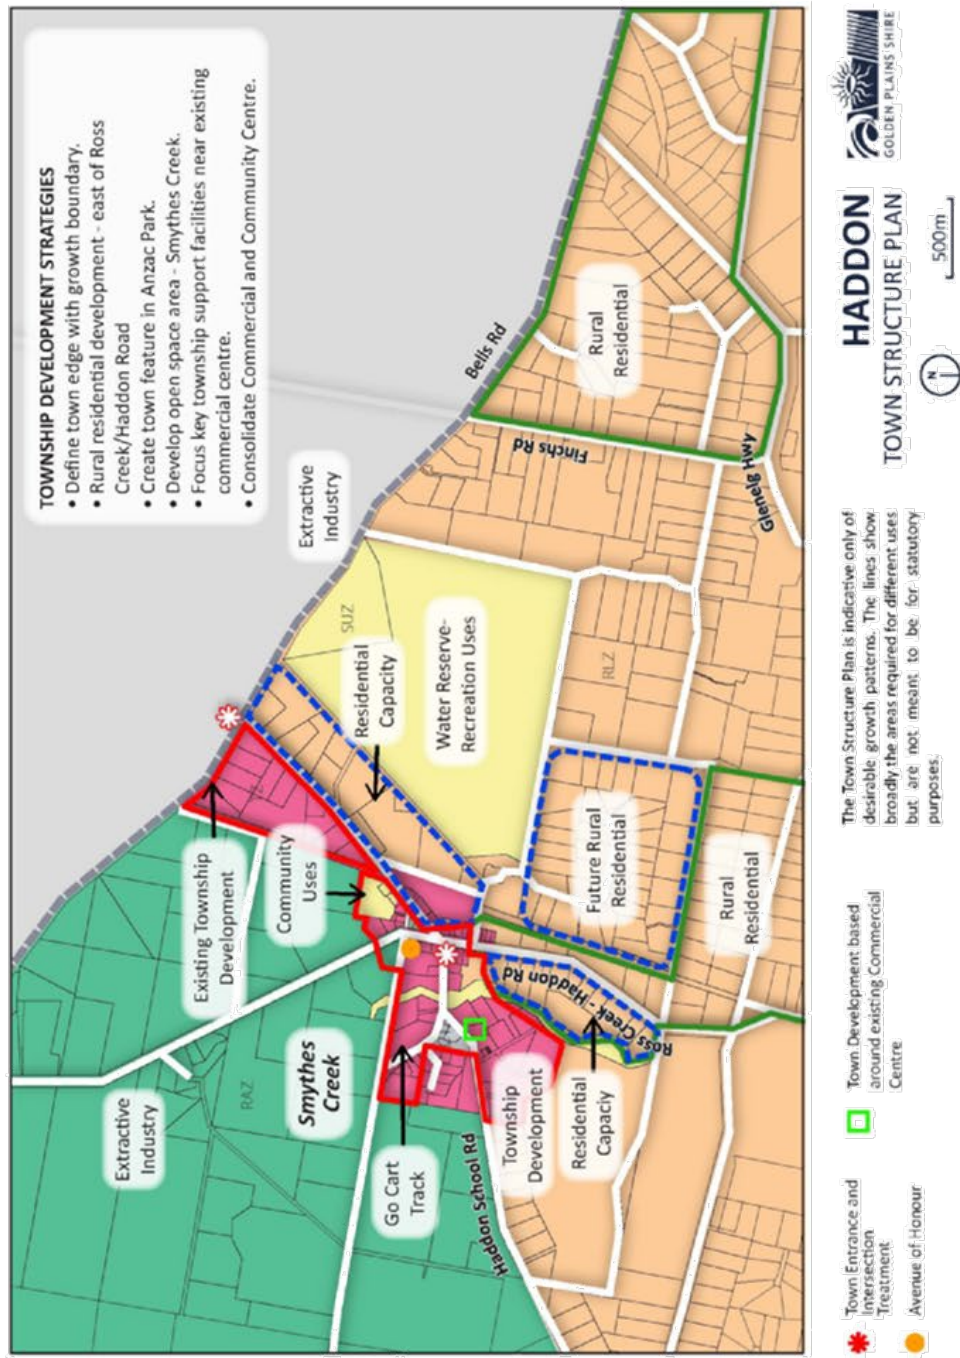 TOWNSHIP DEVELOPMENT STRATEGIES
• Define town edge with growth boundary.
• Rural residential development - east of Ross
Creek/Haddon Road
• Create town feature in Anzac Park.
• Develop open space area - Smythes Creek.
• Focus key township support facilities near existing
commercial centre.
• Consolidate Commercial and Community Centre.
Extractive
Industry
Bells Rd
Rural
Residential
Finchs Rd
Glenelg Hwy
SUZ
Residential
Capacity
Water Reserve-
Recreation Uses
RLZ
Existing Township
Development
Community
Uses
Future Rural
Residential
Rural
Residential
Extractive
Industry
RAZ
Smythes
Creek
Go Cart
Track
Haddon School Rd
Township
Development
Residential
Capaciy
Ross Creek - Haddon Rd
Town Entrance and
Intersection
Treatment
Avenue of Honour
Town Development based
around existing Commercial
Centre
The Town Structure Plan is indicative only of
desirable growth patterns. The lines show
broadly the areas required for different uses
but are not meant to be for statutory
purposes.
HADDON
TOWN STRUCTURE PLAN
N
500m
GOLDEN PLAINS SHIRE